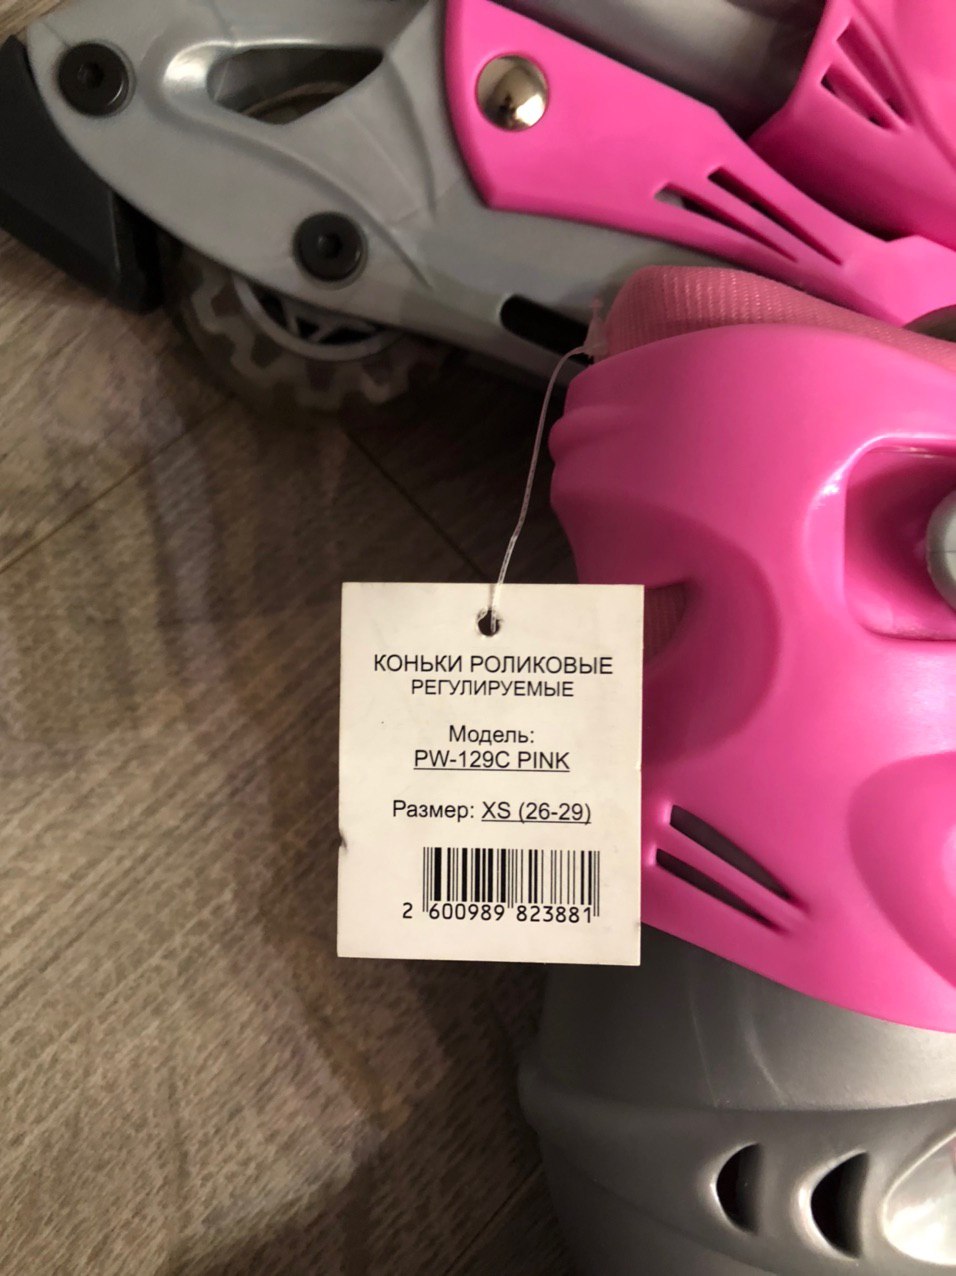 КОНЬКИ РОЛИКОВЫЕ
РЕГУЛИРУЕМЫЕ
Модель:
PW-129C PINK
Размер: XS (26-29)
2 600989 823881